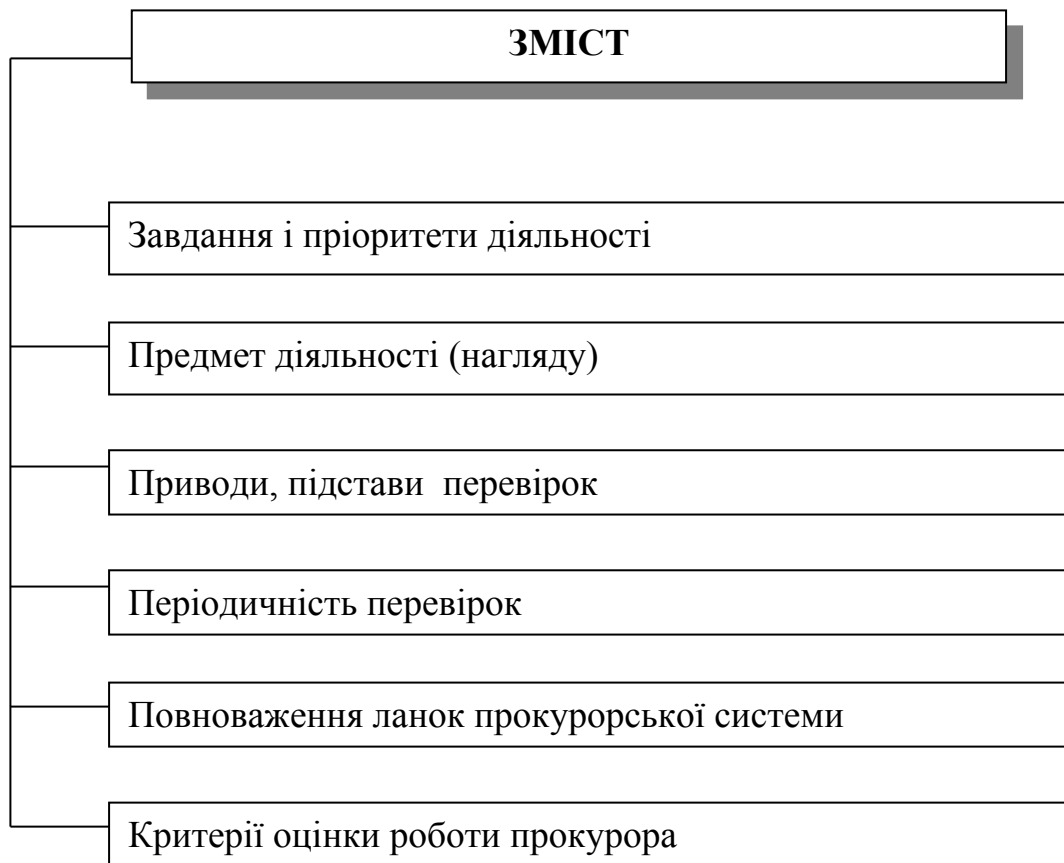 ЗМІСТ
Завдання і пріоритети діяльності
Предмет діяльності (нагляду)
Приводи, підстави  перевірок
Періодичність перевірок
Повноваження ланок прокурорської системи
Критерії оцінки роботи прокурора